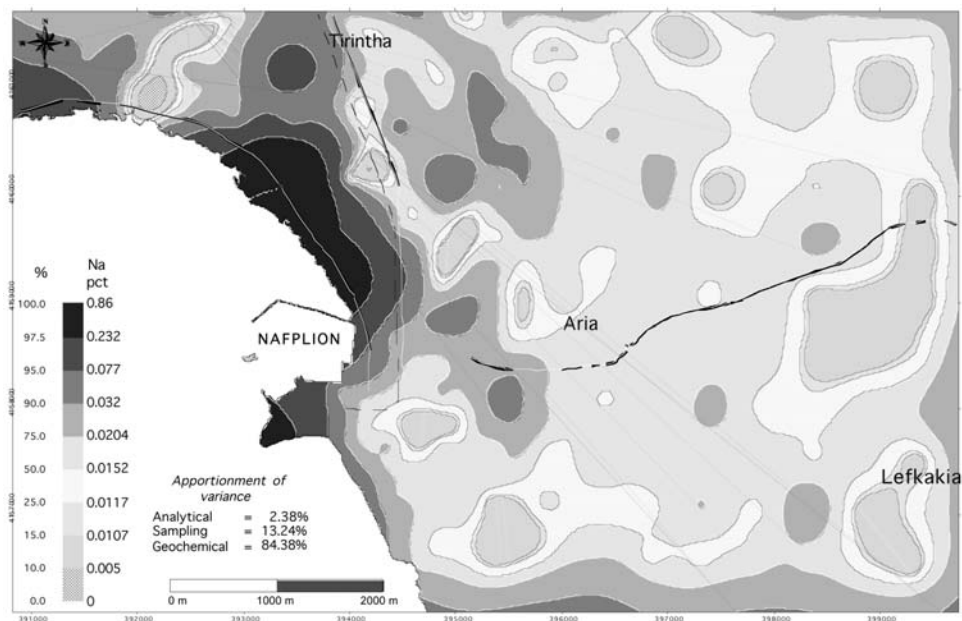 N
Tirintha
Aria
NAFPLION
Lefkakia
% Na
pct
100.0 0.86
97.5 0.232
95.0 0.077
90.0 0.032
75.0 0.0204
50.0 0.0152
25.0 0.0117
10.0 0.0107
0.005
0.0 0
Apportionment of
variance
Analytical = 2.38%
Sampling = 13.24%
Geochemical = 84.38%
0 m 1000 m 2000 m
391000 392000 393000 394000 395000 396000 397000 398000 399000